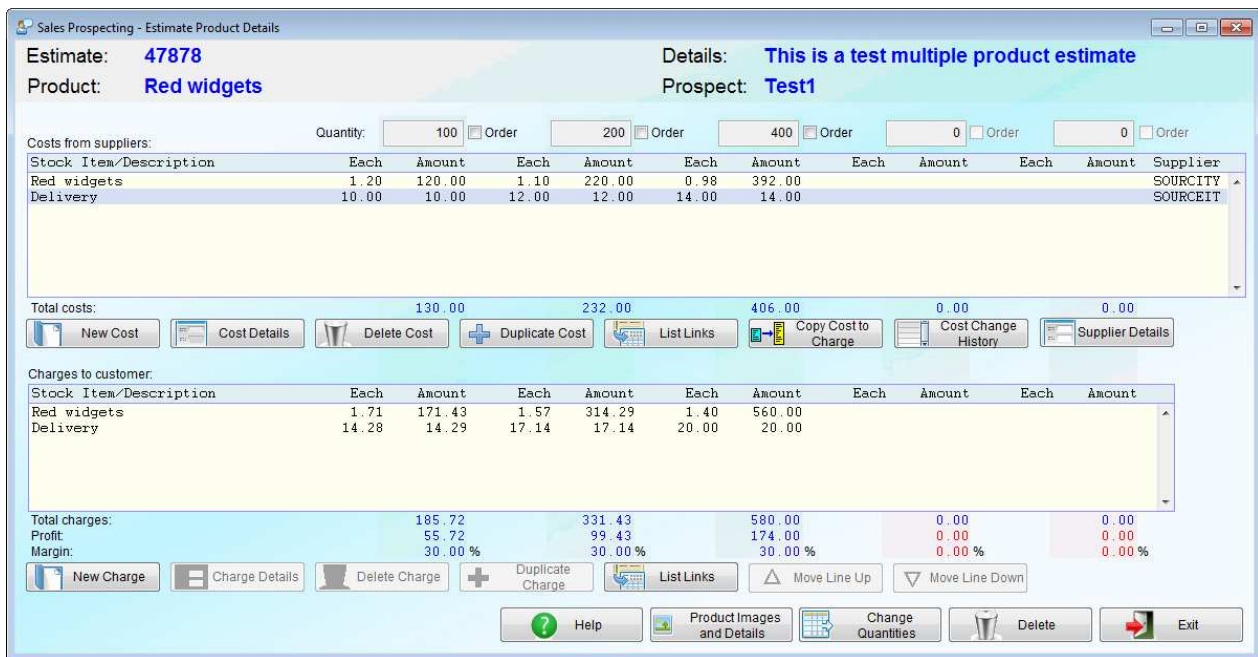 Sales Prospecting - Estimate Product Details
Estimate: 47878 Details: This is a test multiple product estimate
Product: Red widgets Prospect: Test1
Quantity: 100 Order 200 Order 400 Order 0 Order 0 Order
Costs from suppliers:
Stock Item/Description Each Amount Each Amount Each Amount Each Amount Each Amount Supplier
Red widgets 1.20 120.00 1.10 220.00 0.98 392.00 SOURCITY
Delivery 10.00 10.00 12.00 12.00 14.00 14.00 SOURCEIT
Total costs: 130.00 232.00 406.00 0.00 0.00
New Cost Cost Details Delete Cost Duplicate Cost List Links Copy Cost to Charge Cost Change History Supplier Details
Charges to customer:
Stock Item/Description Each Amount Each Amount Each Amount Each Amount Each Amount
Red widgets 1.71 171.43 1.57 314.29 1.40 560.00
Delivery 14.28 14.29 17.14 17.14 20.00 20.00
Total charges: 185.72 331.43 580.00 0.00 0.00
Profit: 55.72 99.43 174.00 0.00 0.00
Margin: 30.00 % 30.00 % 30.00 % 0.00 % 0.00 %
New Charge Charge Details Delete Charge Duplicate Charge List Links Move Line Up Move Line Down
Help Product Images and Details Change Quantities Delete Exit